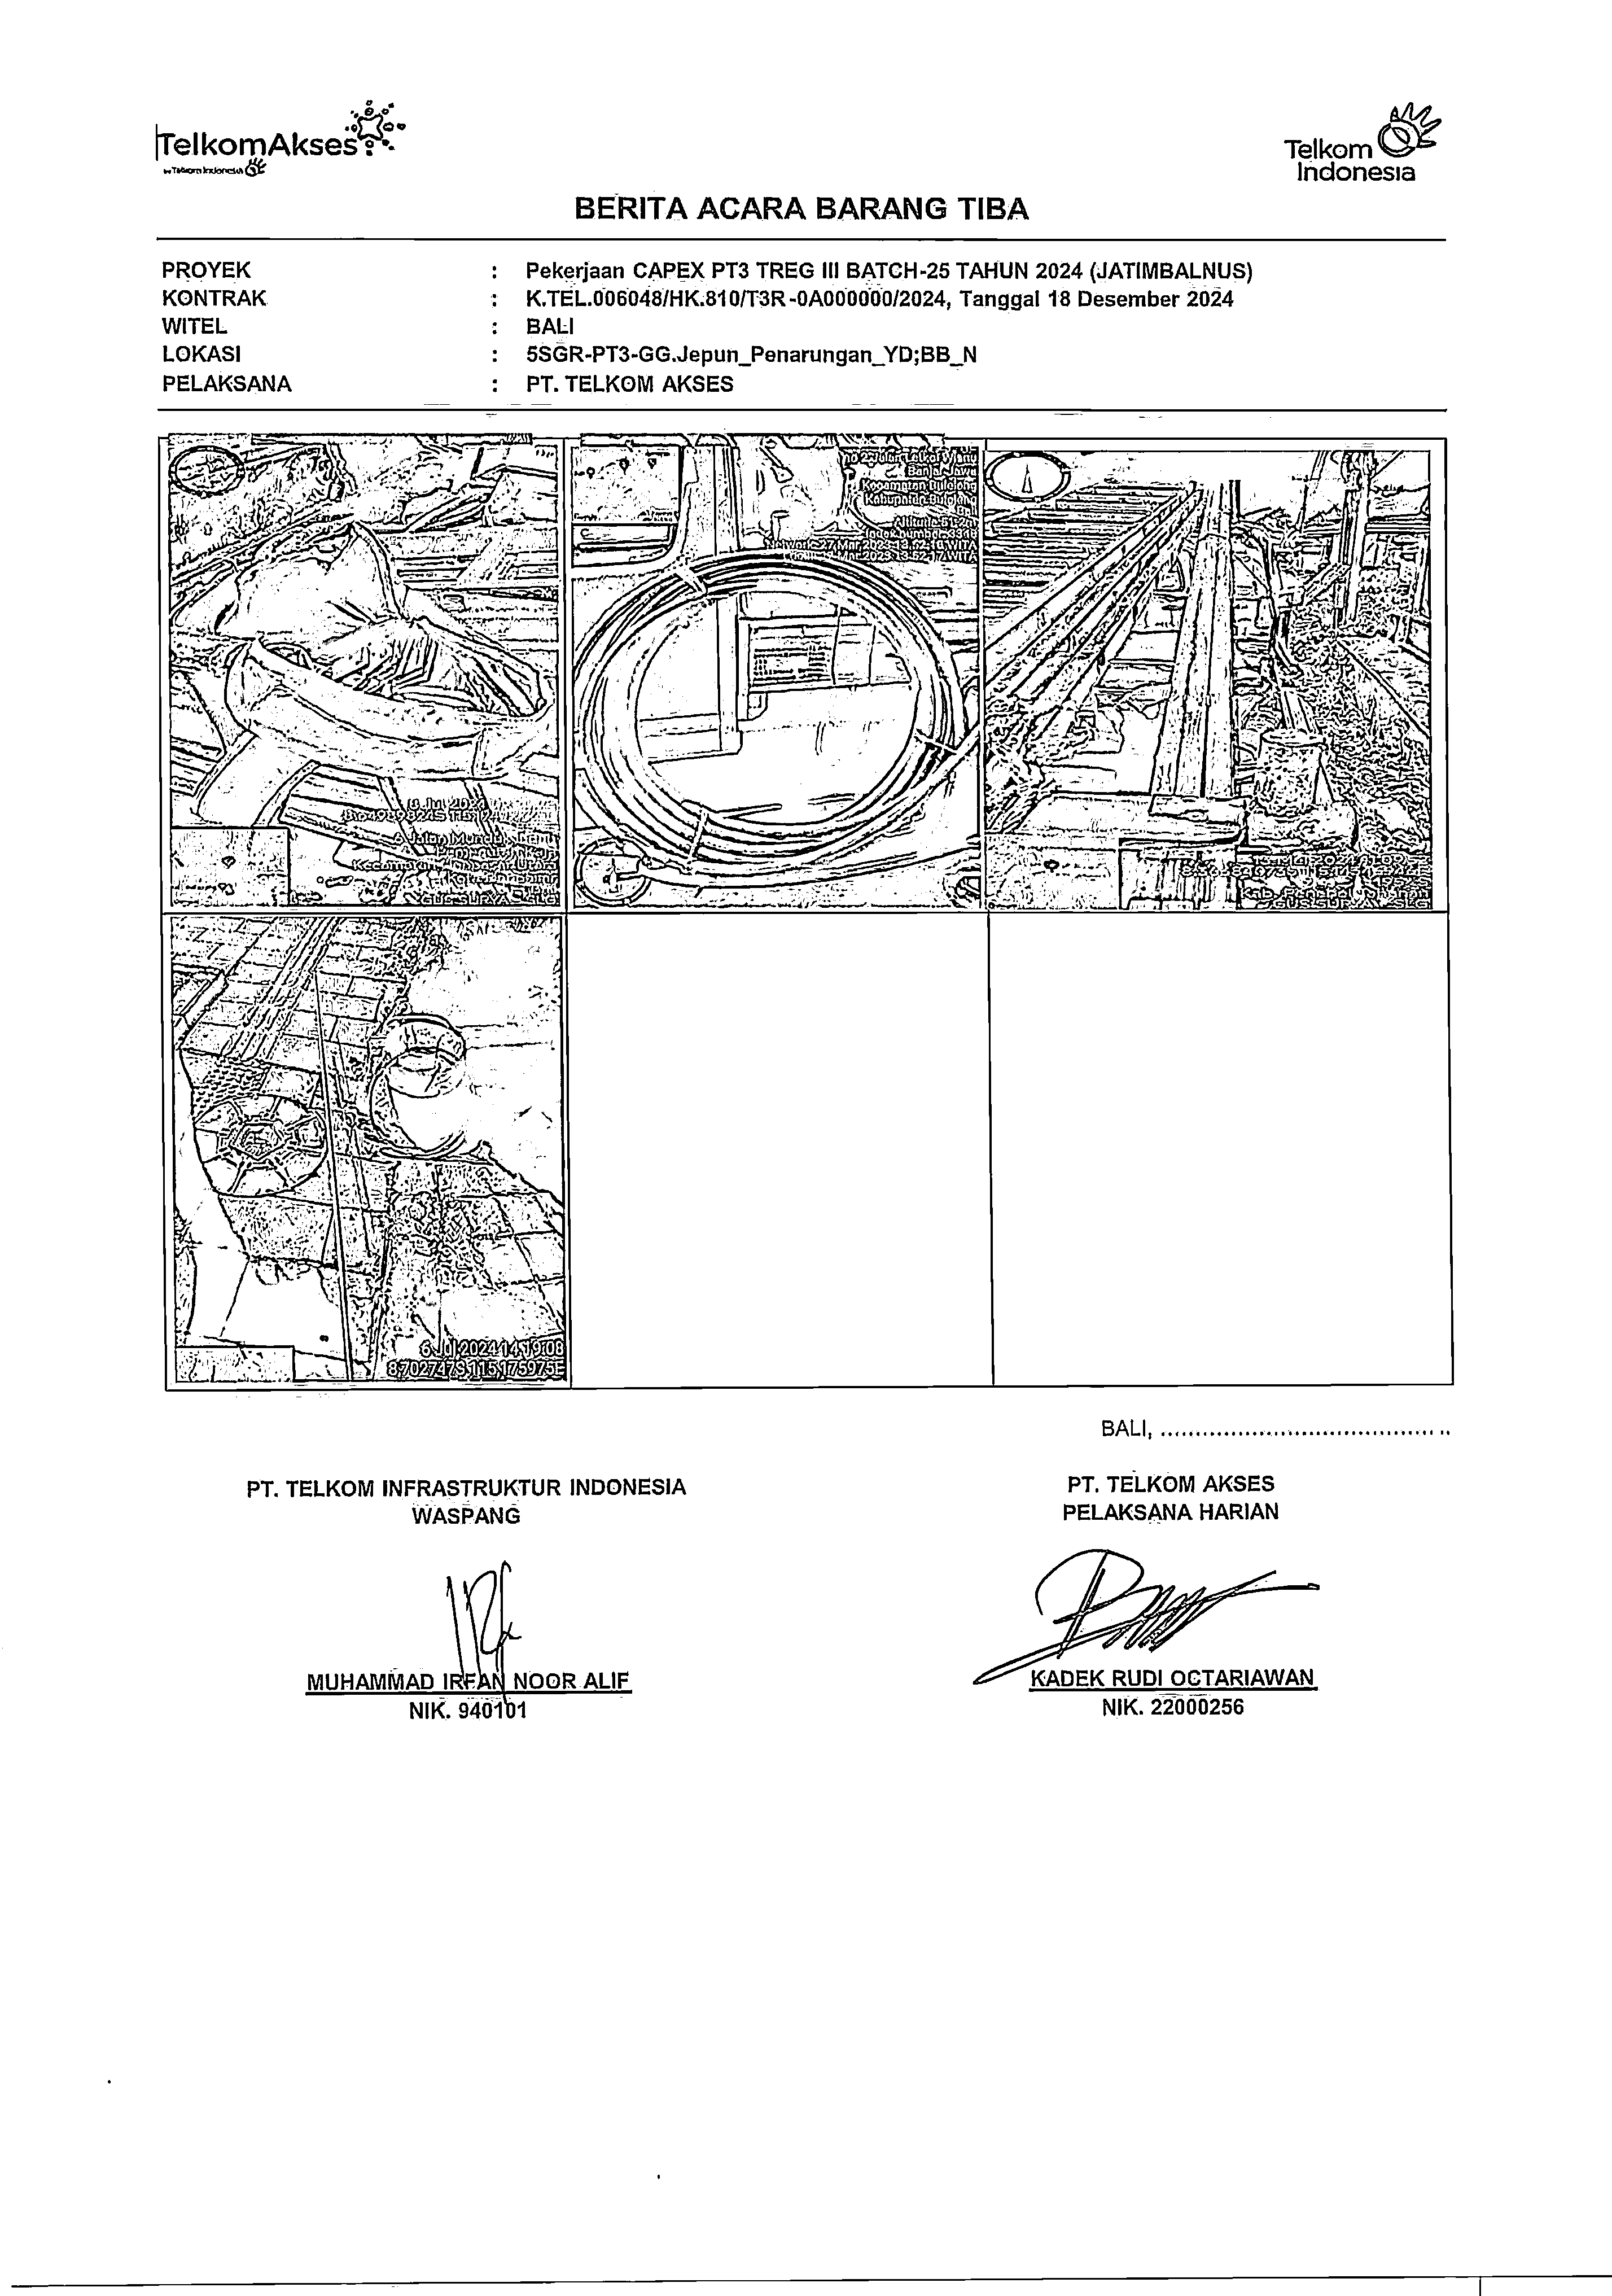 TelkomAkses
by Telkom Indonesia
Telkom
Indonesia
BERITA ACARA BARANG TIBA
PROYEK : Pekerjaan CAPEX PT3 TREG III BATCH-25 TAHUN 2024 (JATIMBALNUS)
KONTRAK : K.TEL.006048/HK.810/T3R-0A000000/2024, Tanggal 18 Desember 2024
WITEL : BALI
LOKASI : 5SGR-PT3-GG.Jepun_Penarungan_YD;BB_N
PELAKSANA : PT. TELKOM AKSES
Kecamatan Buleleng
Kabupaten Buleleng
6 Jul 2024 14:19:08
8,702747S 115,175975E
BALI, ..........................................
PT. TELKOM INFRASTRUKTUR INDONESIA
WASPANG
MUHAMMAD IRFAN NOOR ALIF
NIK. 940101
PT. TELKOM AKSES
PELAKSANA HARIAN
KADEK RUDI OCTARIAWAN
NIK. 22000256